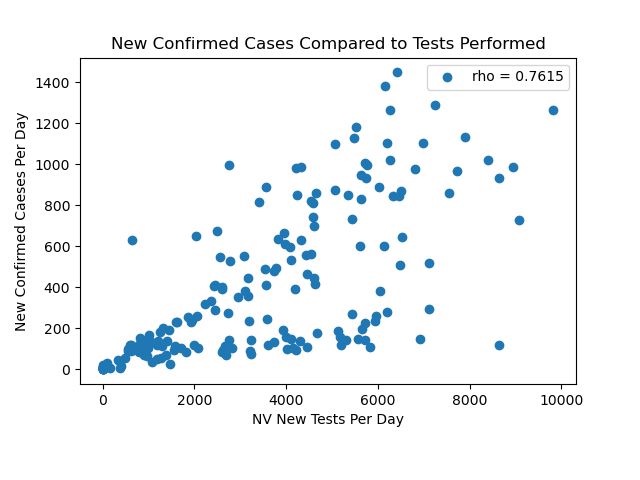 New Confirmed Cases Compared to Tests Performed
rho = 0.7615
1400
1200
1000
800
600
400
200
0
New Confirmed Caeses Per Day
0 2000 4000 6000 8000 10000
NV New Tests Per Day